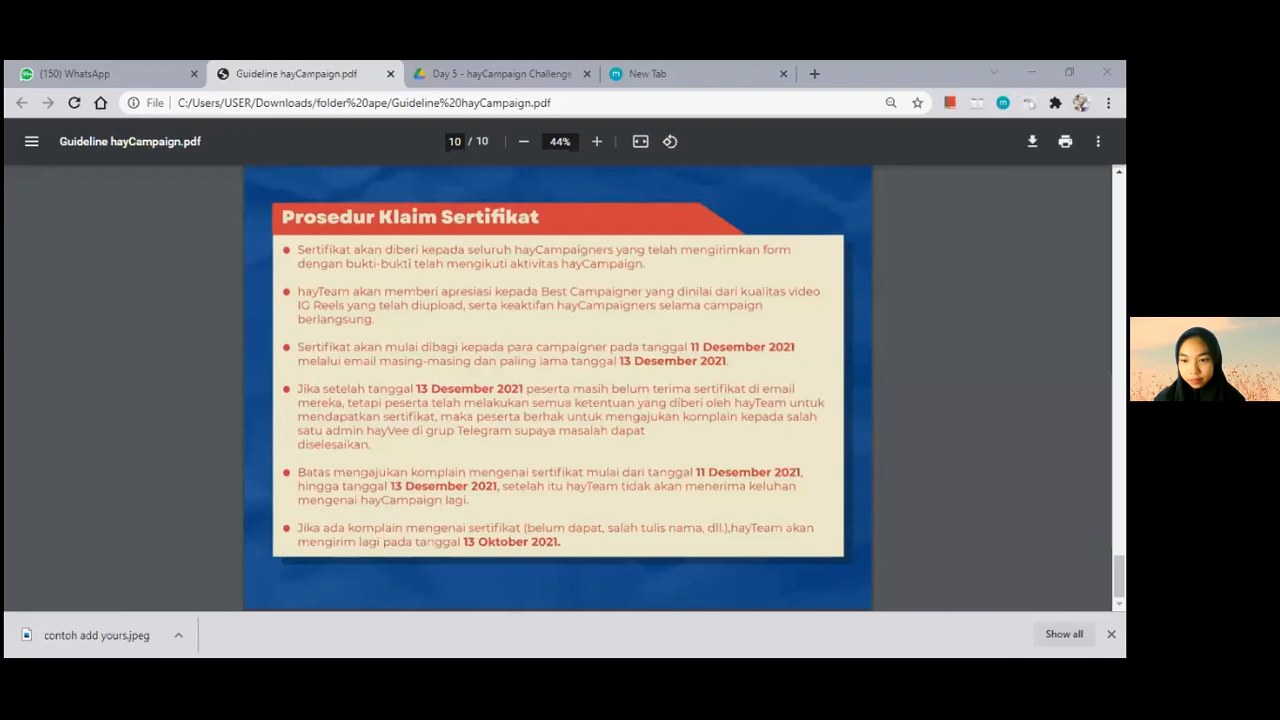 (150) WhatsApp
Guideline hayCampaign.pdf
Day 5 - hayCampaign Challenge
New Tab
File
C:/Users/USER/Downloads/folder%20ape/Guideline%20hayCampaign.pdf
Guideline hayCampaign.pdf
10 / 10
44%
Prosedur Klaim Sertifikat
Sertifikat akan diberi kepada seluruh hayCampaigners yang telah mengirimkan form
dengan bukti-bukti telah mengikuti aktivitas hayCampaign.
hayTeam akan memberi apresiasi kepada Best Campaigner yang dinilai dari kualitas video
IG Reels yang telah diupload, serta keaktifan hayCampaigners selama campaign
berlangsung.
Sertifikat akan mulai dibagi kepada para campaigner pada tanggal 11 Desember 2021
melalui email masing-masing dan paling lama tanggal 13 Desember 2021.
Jika setelah tanggal 13 Desember 2021 peserta masih belum terima sertifikat di email
mereka, tetapi peserta telah melakukan semua ketentuan yang diberi oleh hayTeam untuk
mendapatkan sertifikat, maka peserta berhak untuk mengajukan komplain kepada salah
satu admin hayVee di grup Telegram supaya masalah dapat
diselesaikan.
Batas mengajukan komplain mengenai sertifikat mulai dari tanggal 11 Desember 2021,
hingga tanggal 13 Desember 2021, setelah itu hayTeam tidak akan menerima keluhan
mengenai hayCampaign lagi.
Jika ada komplain mengenai sertifikat (belum dapat, salah tulis nama, dll.),hayTeam akan
mengirim lagi pada tanggal 13 Oktober 2021.
contoh add yours.jpeg
Show all